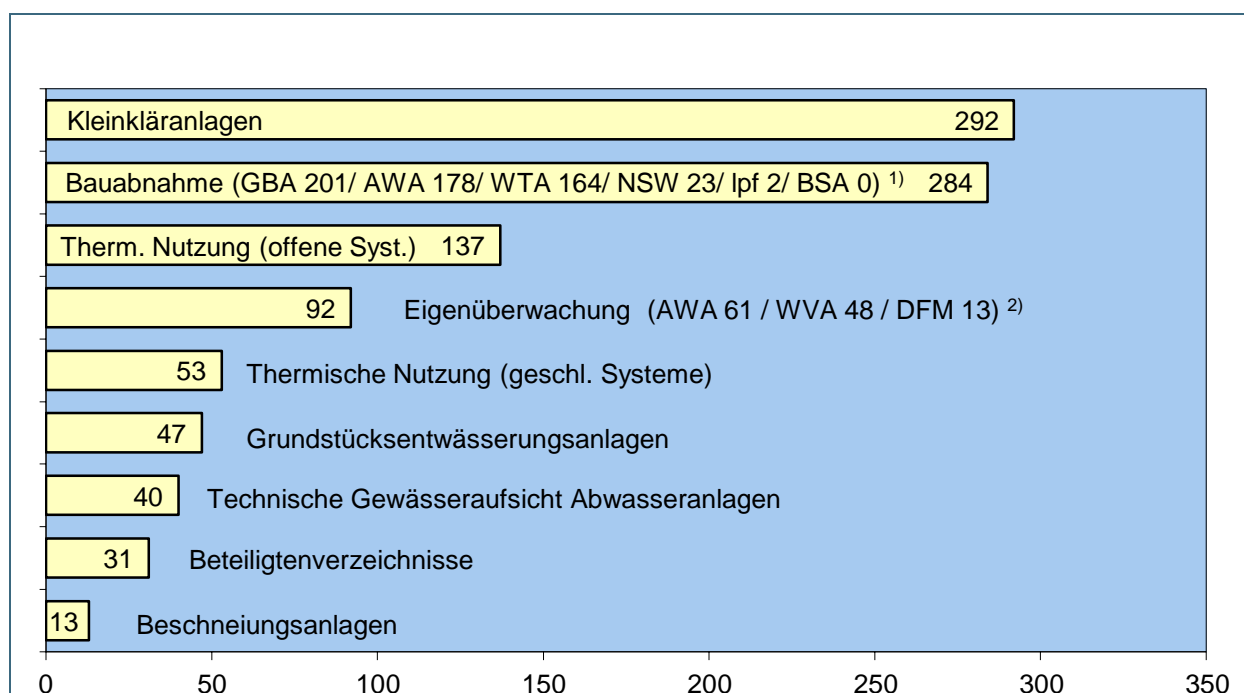 Kleinkläranlagen 292
Bauabnahme (GBA 201/ AWA 178/ WTA 164/ NSW 23/ lpf 2/ BSA 0) 1) 284
Therm. Nutzung (offene Syst.) 137
92 Eigenüberwachung (AWA 61 / WVA 48 / DFM 13) 2)
53 Thermische Nutzung (geschl. Systeme)
47 Grundstücksentwässerungsanlagen
40 Technische Gewässeraufsicht Abwasseranlagen
31 Beteiligtenverzeichnisse
13 Beschneiungsanlagen
0 50 100 150 200 250 300 350